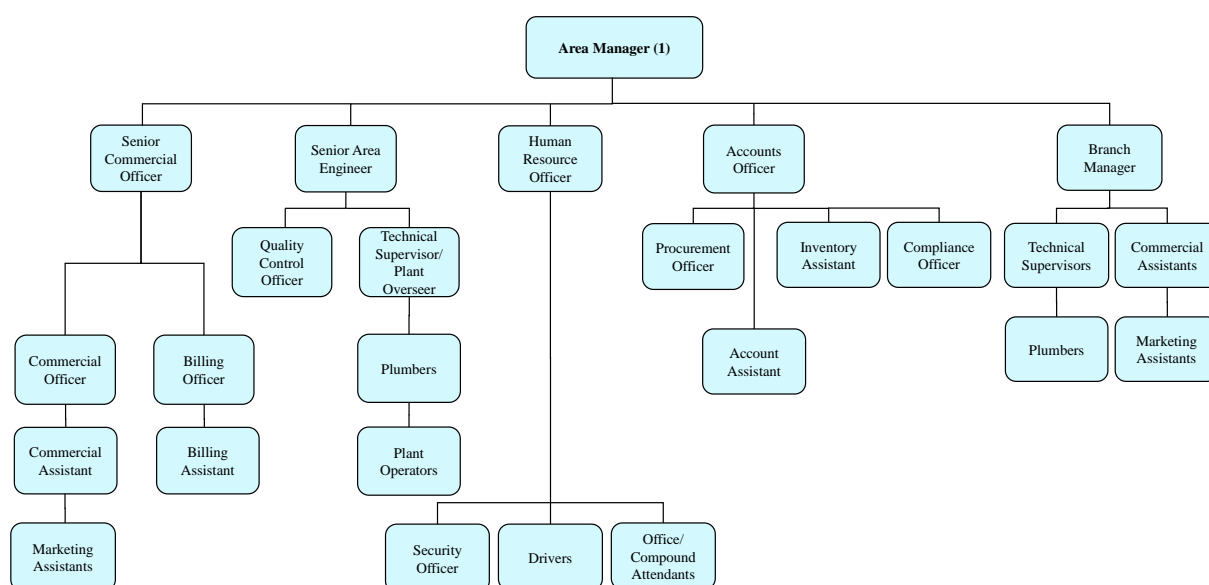 Area Manager (1)
Senior
Commercial
Officer
Senior Area
Engineer
Human
Resource
Officer
Accounts
Officer
Branch
Manager
Quality
Control
Officer
Technical
Supervisor/
Plant
Overseer
Procurement
Officer
Inventory
Assistant
Compliance
Officer
Technical
Supervisors
Commercial
Assistants
Commercial
Officer
Billing
Officer
Plumbers
Account
Assistant
Plumbers
Marketing
Assistants
Commercial
Assistant
Billing
Assistant
Plant
Operators
Marketing
Assistants
Security
Officer
Drivers
Office/
Compound
Attendants